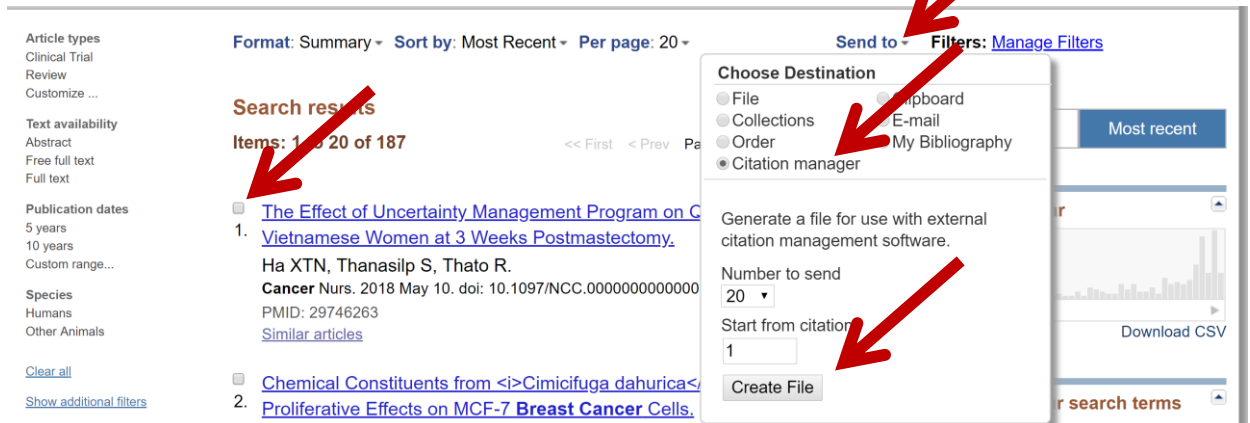 Article types
Clinical Trial
Review
Customize ...
Text availability
Abstract
Free full text
Full text
Publication dates
5 years
10 years
Custom range...
Species
Humans
Other Animals
Clear all
Show additional filters
Format: Summary Sort by: Most Recent Per page: 20
Send to Filters: Manage Filters
Search results
Items: 1 to 20 of 187
<< First < Prev Pa
1. The Effect of Uncertainty Management Program on Q
Vietnamese Women at 3 Weeks Postmastectomy.
Ha XTN, Thanasilp S, Thato R.
Cancer Nurs. 2018 May 10. doi: 10.1097/NCC.0000000000000
PMID: 29746263
Similar articles
2. Chemical Constituents from <i>Cimicifuga dahurica</
Proliferative Effects on MCF-7 Breast Cancer Cells.
Choose Destination
File Clipboard
Collections E-mail
Order My Bibliography
Citation manager
Generate a file for use with external
citation management software.
Number to send
20
Start from citation
1
Create File
Most recent
r
Download CSV
r search terms